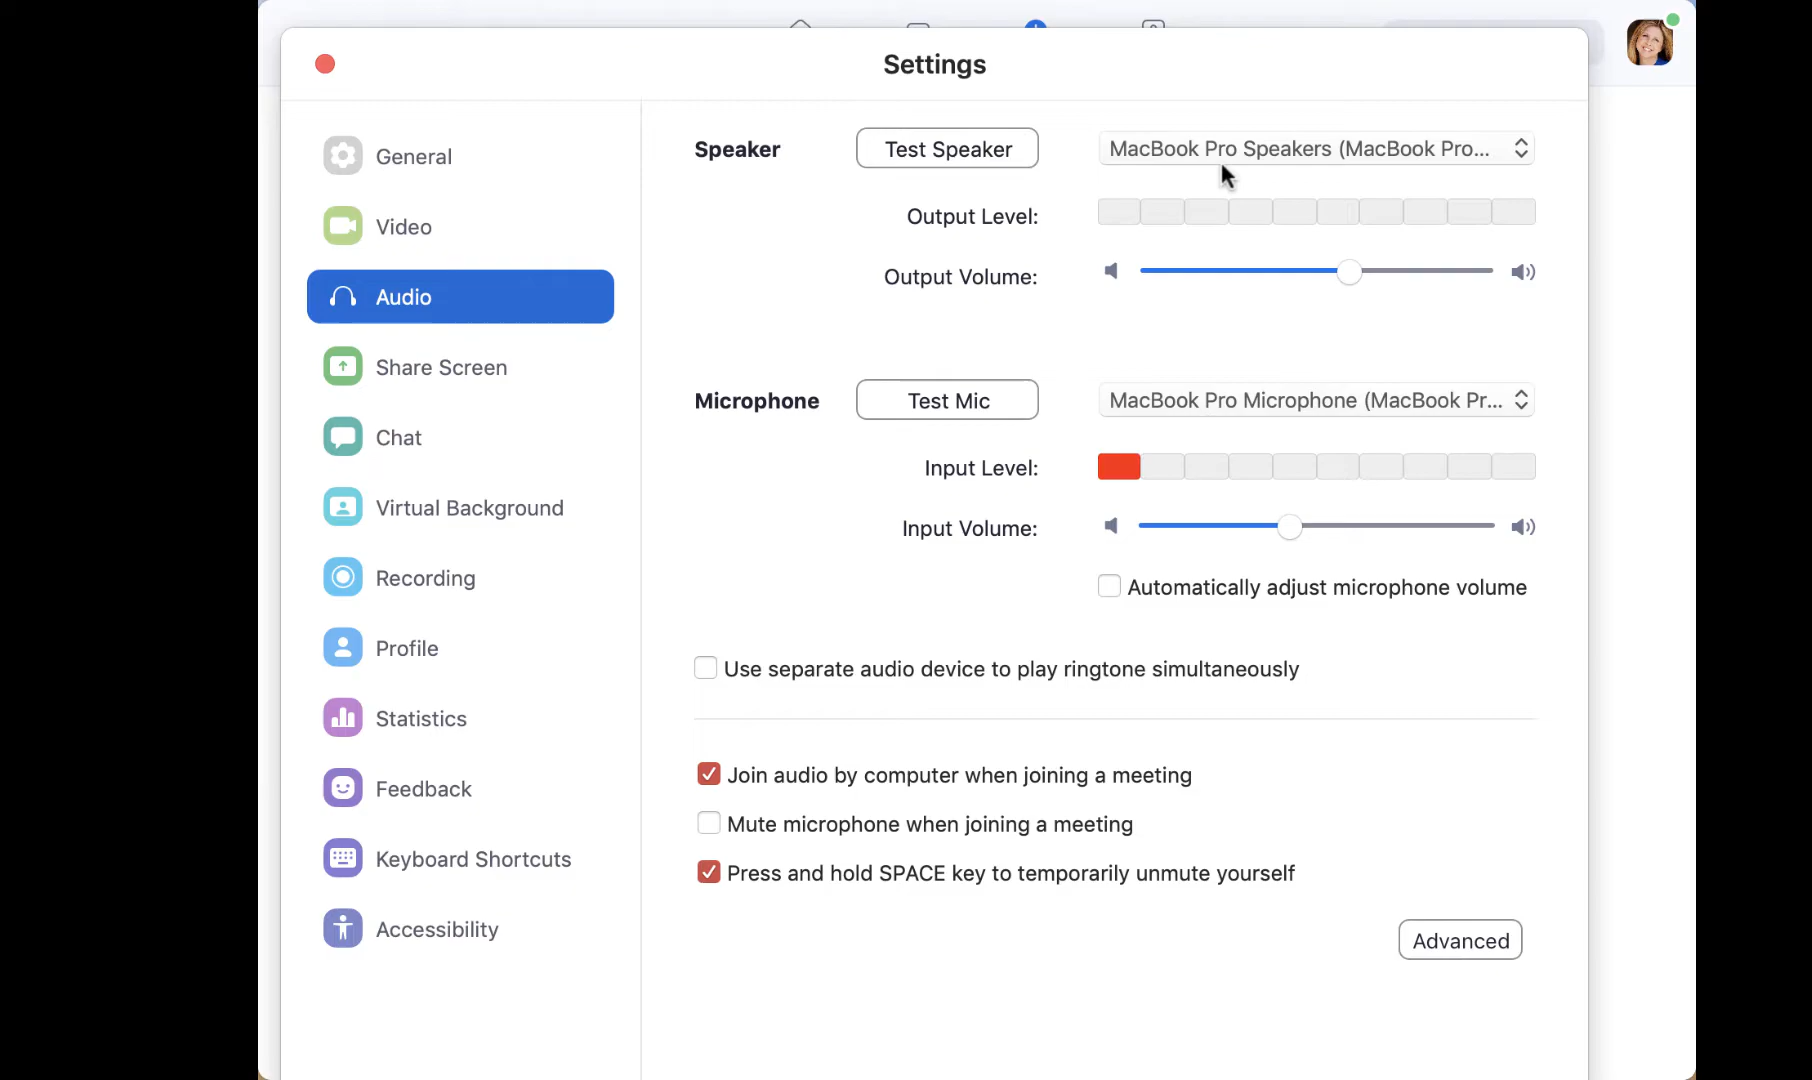 Settings
General
Video
Audio
Share Screen
Chat
Virtual Background
Recording
Profile
Statistics
Feedback
Keyboard Shortcuts
Accessibility
Speaker Test Speaker MacBook Pro Speakers (MacBook Pro...
Output Level:
Output Volume:
Microphone Test Mic MacBook Pro Microphone (MacBook Pr...
Input Level:
Input Volume:
Automatically adjust microphone volume
Use separate audio device to play ringtone simultaneously
Join audio by computer when joining a meeting
Mute microphone when joining a meeting
Press and hold SPACE key to temporarily unmute yourself
Advanced